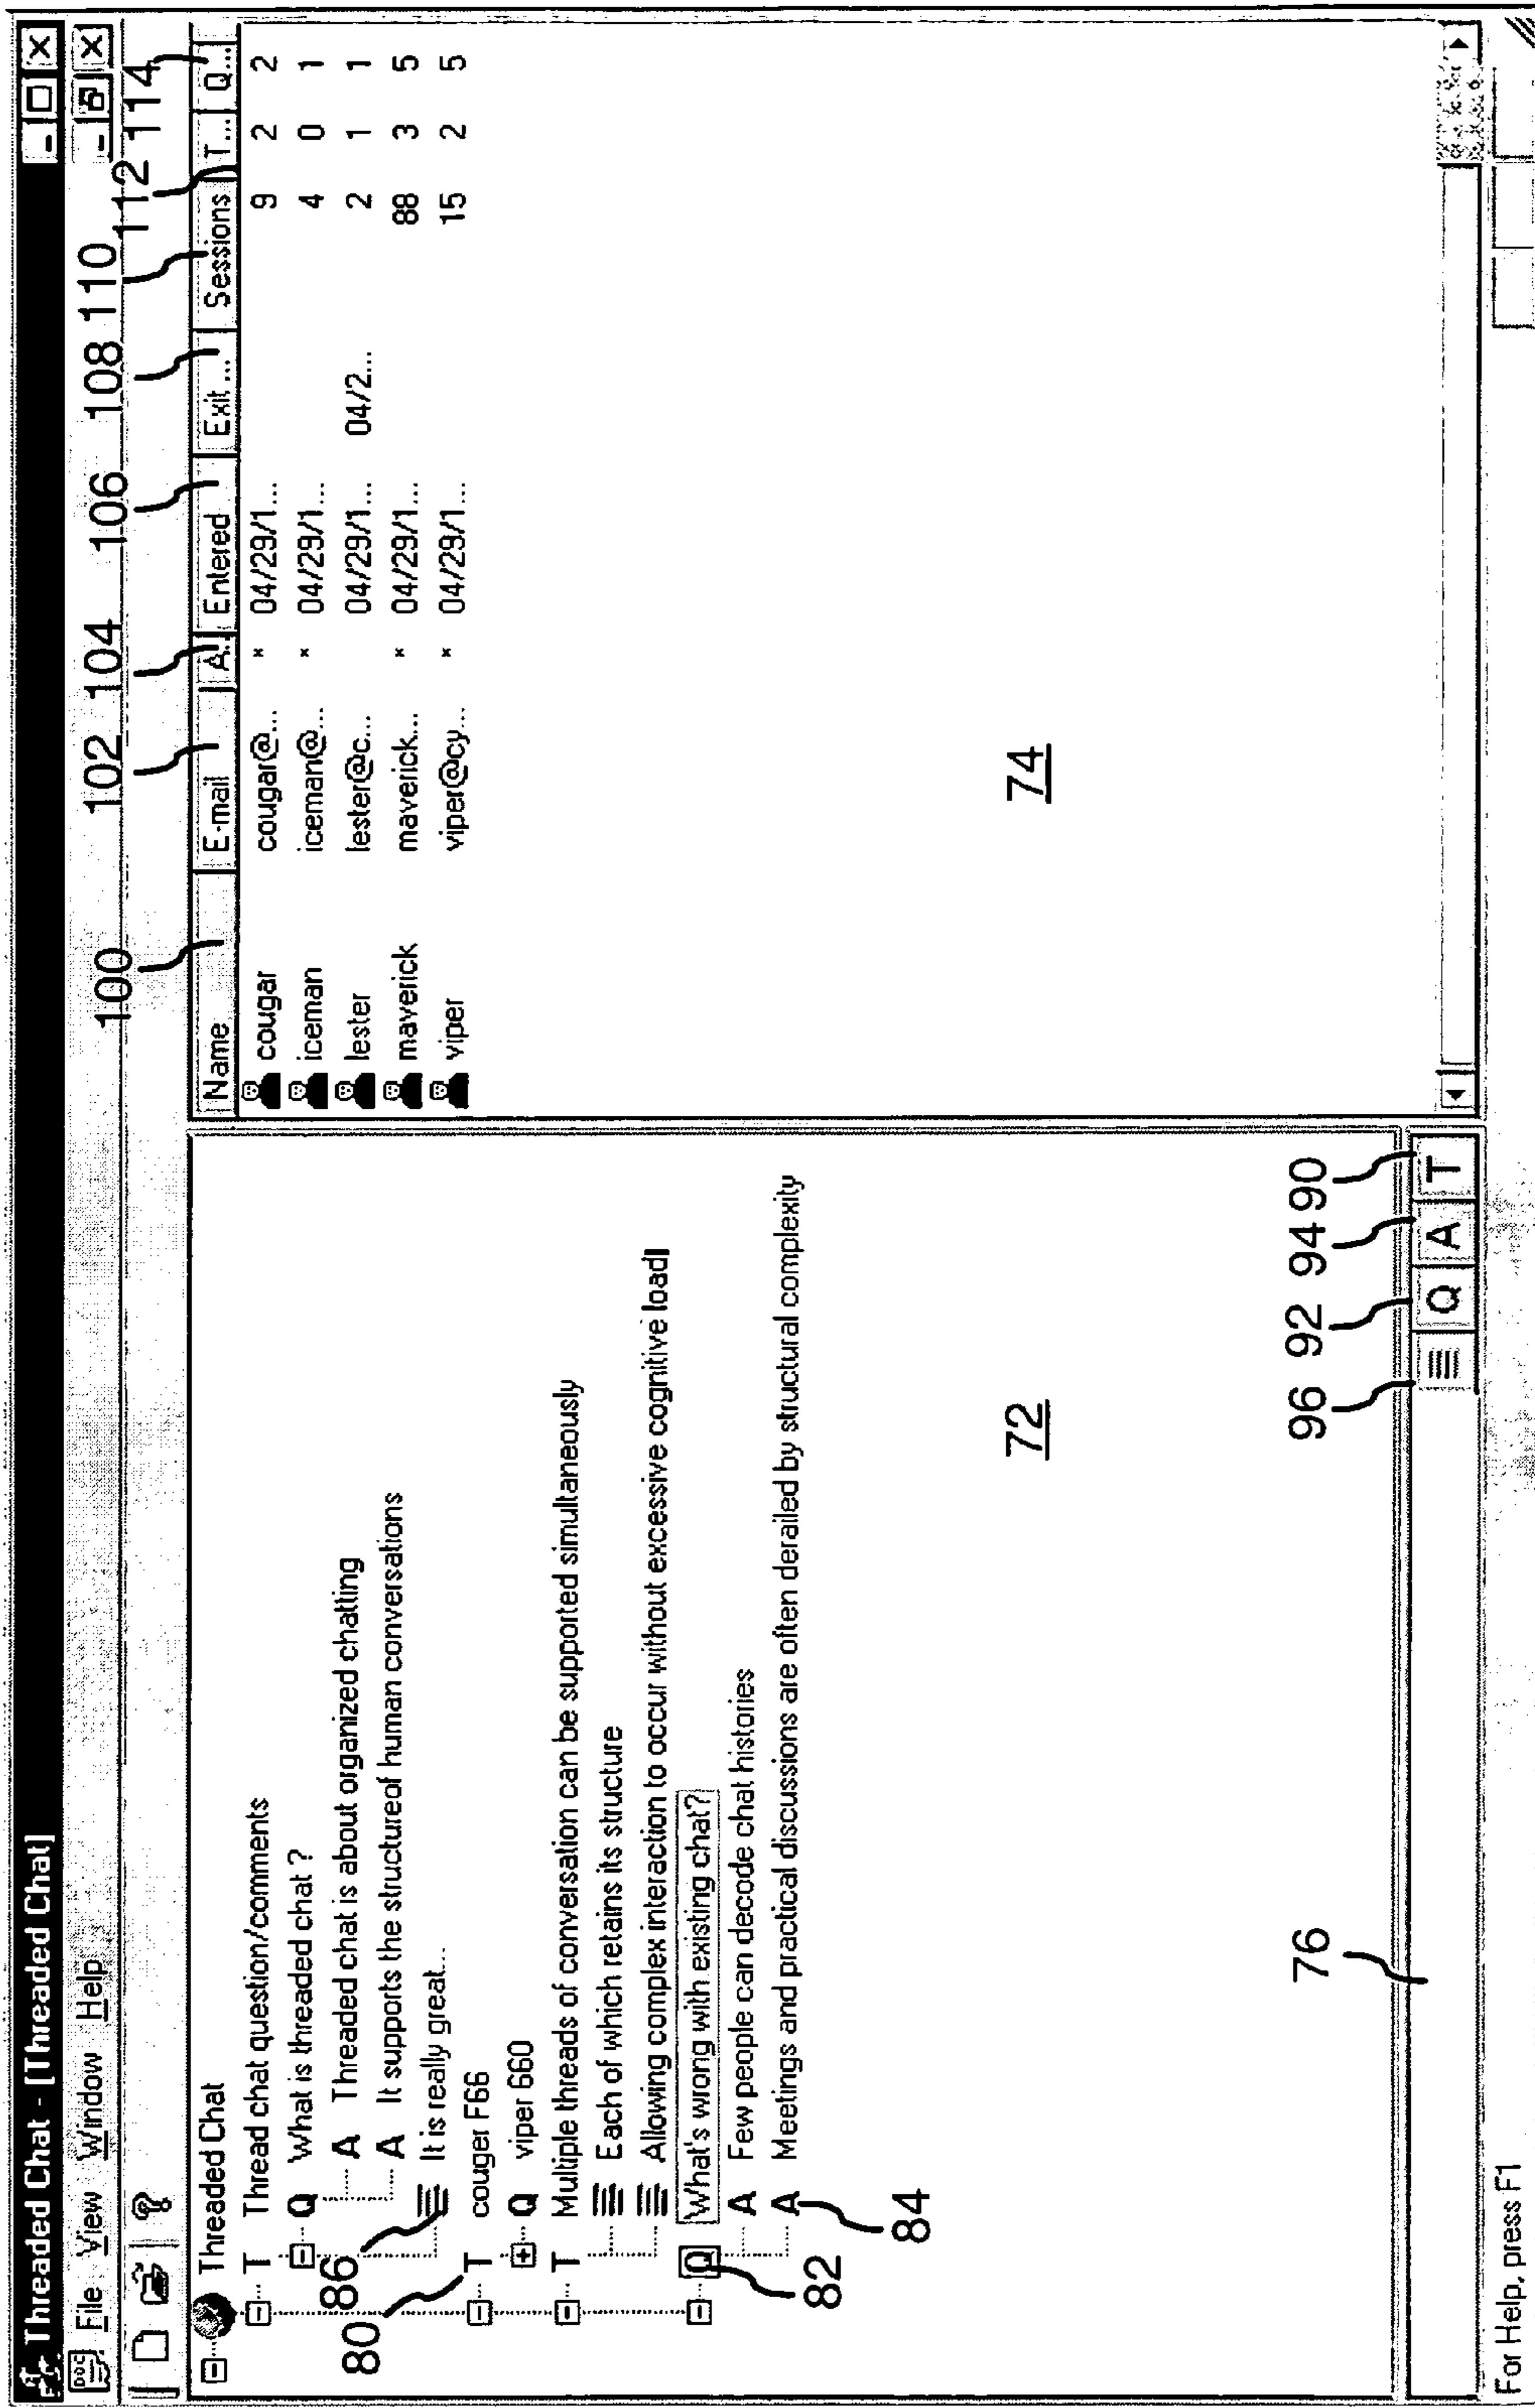 Threaded Chat - [Threaded Chat]
File View Window Help
100 102 104 106 108 110 112 114
Threaded Chat
T Thread chat question/comments
Q What is threaded chat ?
A Threaded chat is about organized chatting
A It supports the structureof human conversations
It is really great...
86
80
T couger F66
Q viper 660
T Multiple threads of conversation can be supported simultaneously
Each of which retains its structure
Allowing complex interaction to occur without excessive cognitive load
Q What's wrong with existing chat?
A Few people can decode chat histories
A Meetings and practical discussions are often derailed by structural complexity
82
84
72
76
96 92 94 90
Q A T
Name E-mail A.. Entered Exit ... Sessions T... Q...
cougar cougar@... * 04/29/1... 9 2 2
iceman iceman@... * 04/29/1... 4 0 1
lester lester@c... 04/29/1... 04/2... 2 1 1
maverick maverick... * 04/29/1... 88 3 5
viper viper@cy... * 04/29/1... 15 2 5
74
For Help, press F1